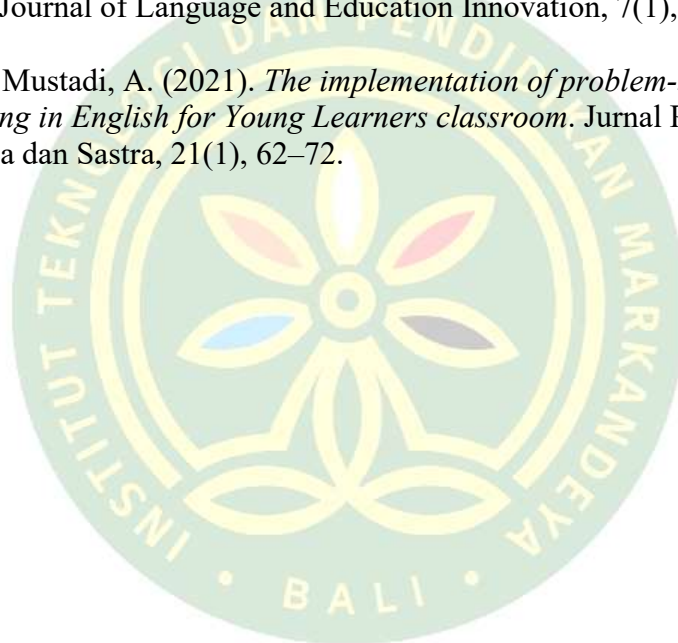 Journal of Language and Education Innovation, 7(1),
Mustadi, A. (2021). The implementation of problem-
ng in English for Young Learners classroom. Jurnal
a dan Sastra, 21(1), 62–72.
INSTITUT TEKNOLOGI DAN PENDIDIKAN MARKANDEYA
BALI